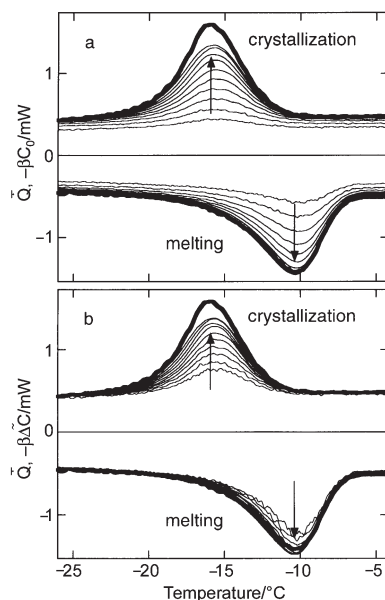 a
crystallization
1
0
−1
melting
Q̄, −βC₀/mW
b
crystallization
1
0
−1
melting
Q̄, −βΔC̃/mW
−25
−20
−15
−10
−5
Temperature/°C